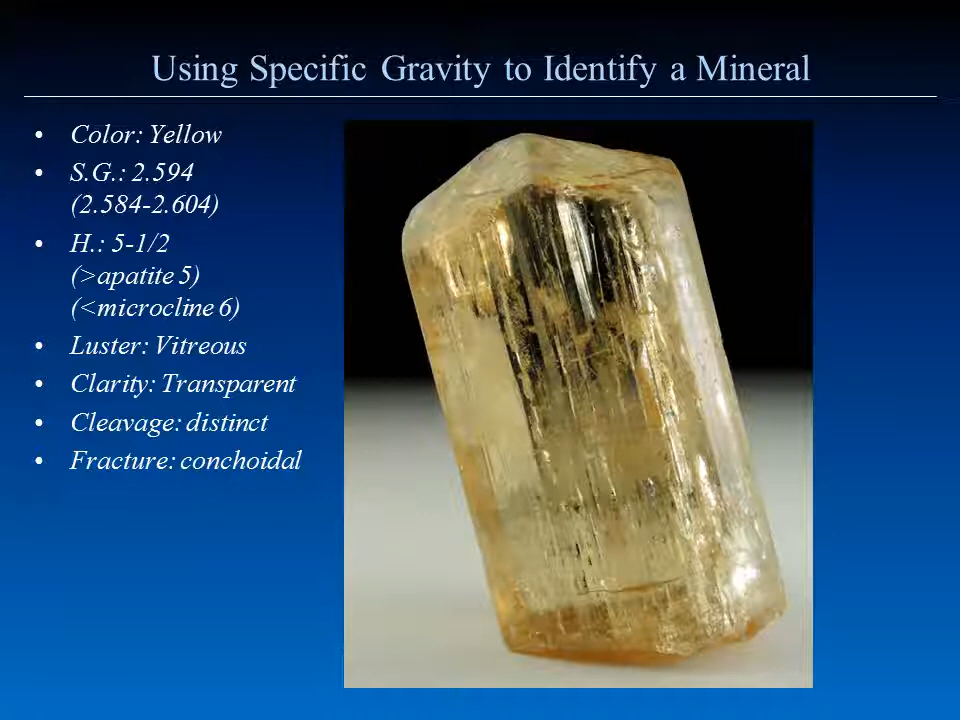 Using Specific Gravity to Identify a Mineral
• Color: Yellow
• S.G.: 2.594
(2.584-2.604)
• H.: 5-1/2
(>apatite 5)
(<microcline 6)
• Luster: Vitreous
• Clarity: Transparent
• Cleavage: distinct
• Fracture: conchoidal